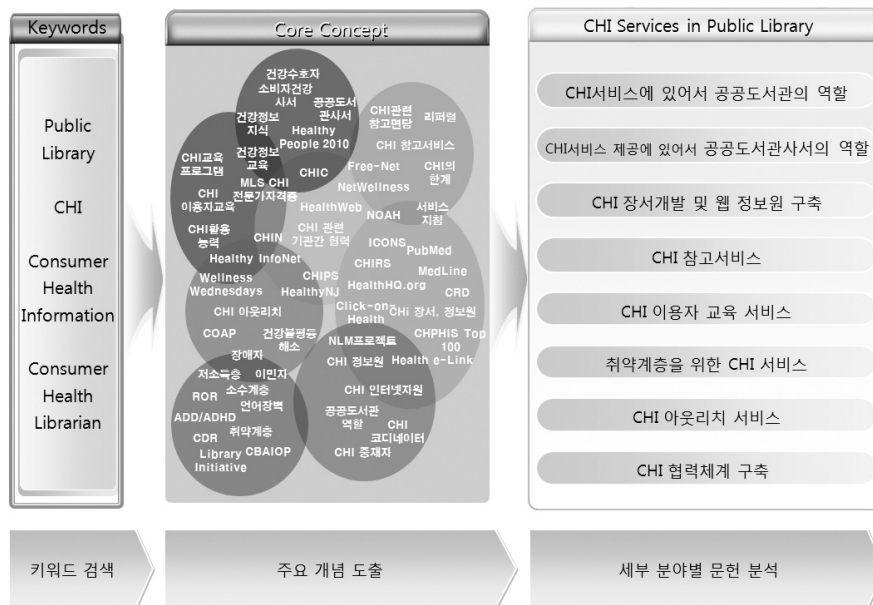 Keywords
Public
Library
CHI
Consumer
Health
Information
Consumer
Health
Librarian
Core Concept
건강수호자
소비자건강
사서
공공도서
관사서
건강정보
지식
Healthy
People 2010
CHI관련
참고면담
리퍼럴
CHI 참고서비스
CHI교육
프로그램
건강정보
교육
CHIC
Free-Net
CHI의
한계
MLS CHI
전문가자격증
NetWellness
CHI
이용자교육
HealthWeb
NOAH
서비스
지침
CHI활용
능력
CHIN
CHI 관련
기관간 협력
ICONS
PubMed
Healthy InfoNet
CHIRS
MedLine
Wellness
Wednesdays
CHIPS
HealthyNJ
HealthHQ.org
CRD
CHI 아웃리치
Click-on-
Health
CHi 장서, 정보원
COAP
건강불평등
해소
NLM프로젝트
CHPHIS Top
100
장애자
CHI 정보원
Health e-Link
저소득층
이민자
ROR
소수계층
언어장벽
CHI 인터넷자원
ADD/ADHD
공공도서관
역할
CDR
취약계층
CHI
코디네이터
Library
Initiative
CBAIOP
CHI 중재자
CHI Services in Public Library
CHI서비스에 있어서 공공도서관의 역할
CHI서비스 제공에 있어서 공공도서관사서의 역할
CHI 장서개발 및 웹 정보원 구축
CHI 참고서비스
CHI 이용자 교육 서비스
취약계층을 위한 CHI 서비스
CHI 아웃리치 서비스
CHI 협력체계 구축
키워드 검색
주요 개념 도출
세부 분야별 문헌 분석